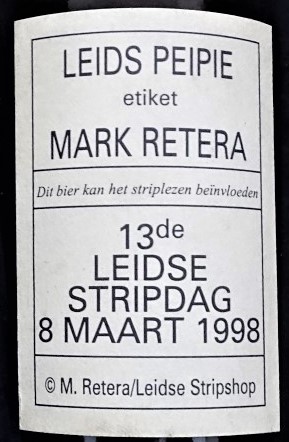 LEIDS PEIPIE
etiket
MARK RETERA
Dit bier kan het striplezen beïnvloeden
13de
LEIDSE
STRIPDAG
8 MAART 1998
© M. Retera/Leidse Stripshop